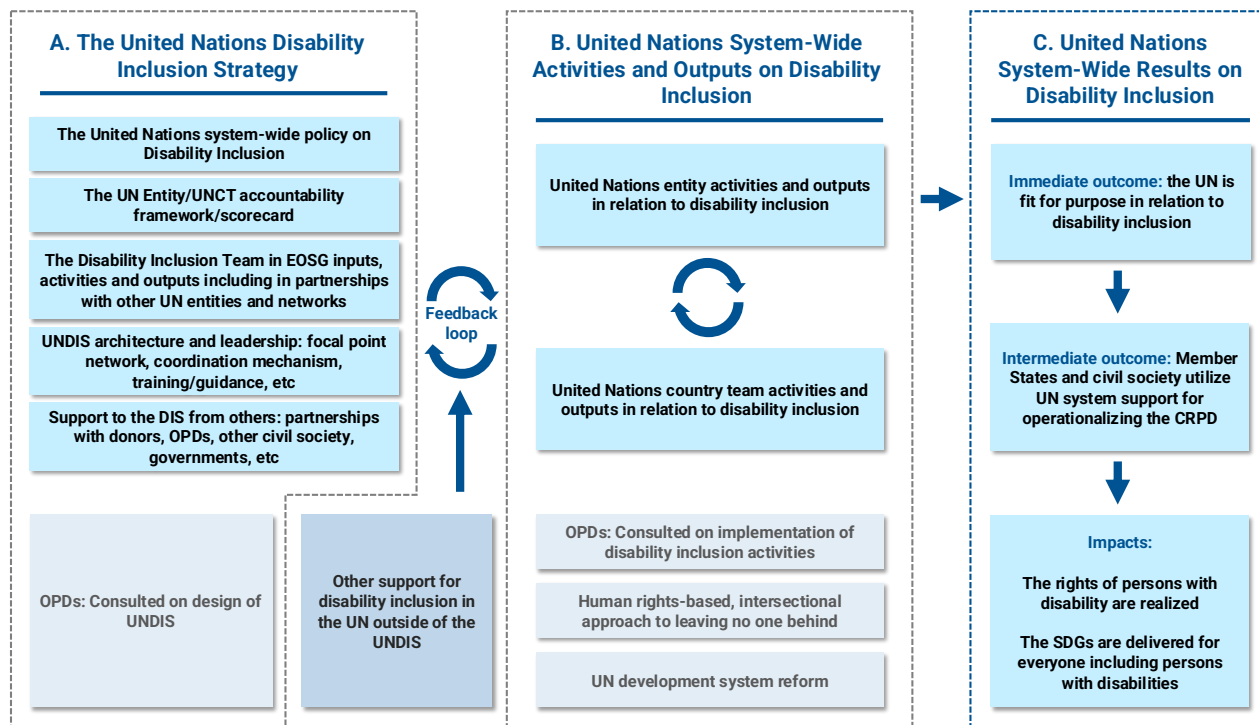 A. The United Nations Disability
Inclusion Strategy
The United Nations system-wide policy on
Disability Inclusion
The UN Entity/UNCT accountability
framework/scorecard
The Disability Inclusion Team in EOSG inputs,
activities and outputs including in partnerships
with other UN entities and networks
UNDIS architecture and leadership: focal point
network, coordination mechanism,
training/guidance, etc
Support to the DIS from others: partnerships
with donors, OPDs, other civil society,
governments, etc
OPDs: Consulted on design of
UNDIS
Other support for
disability inclusion in
the UN outside of the
UNDIS
Feedback
loop
B. United Nations System-Wide
Activities and Outputs on Disability
Inclusion
United Nations entity activities and outputs
in relation to disability inclusion
United Nations country team activities and
outputs in relation to disability inclusion
OPDs: Consulted on implementation of
disability inclusion activities
Human rights-based, intersectional
approach to leaving no one behind
UN development system reform
C. United Nations
System-Wide Results on
Disability Inclusion
Immediate outcome: the UN is
fit for purpose in relation to
disability inclusion
Intermediate outcome: Member
States and civil society utilize
UN system support for
operationalizing the CRPD
Impacts:
The rights of persons with
disability are realized
The SDGs are delivered for
everyone including persons
with disabilities